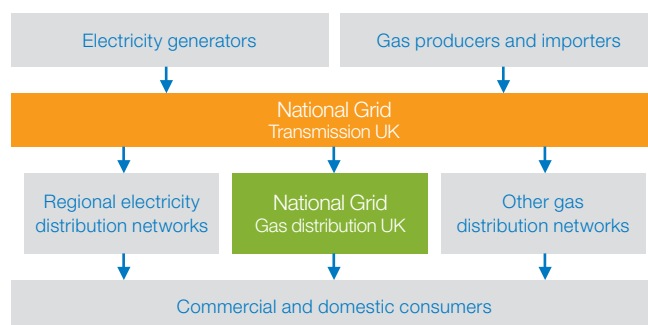 Electricity generators
Gas producers and importers
National Grid
Transmission UK
Regional electricity
distribution networks
National Grid
Gas distribution UK
Other gas
distribution networks
Commercial and domestic consumers